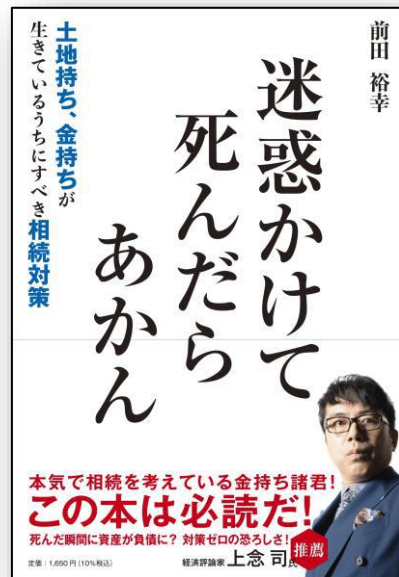 前田 裕幸
迷惑かけて
死んだら
あかん
土地持ち、金持ちが
生きているうちにすべき相続対策
本気で相続を考えている金持ち諸君!
この本は必読だ!
死んだ瞬間に資産が負債に? 対策ゼロの恐ろしさ!
定価:1,650円(10%税込)
経済評論家 上念 司氏
推薦